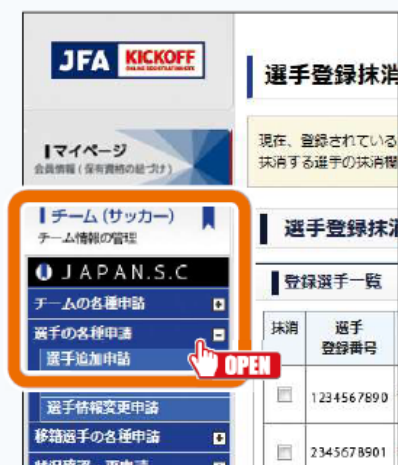 JFA KICKOFF
ONLINE REGISTRATION SITE
マイページ
会員情報(保有資格の紐づけ)
チーム(サッカー)
チーム情報の管理
JAPAN.S.C
チームの各種申請
選手の各種申請
選手追加申請
OPEN
選手情報変更申請
移籍選手の各種申請
選手登録抹消
現在、登録されている
抹消する選手の抹消欄
選手登録抹消
登録選手一覧
抹消 選手
登録番号
1234567890
2345678901